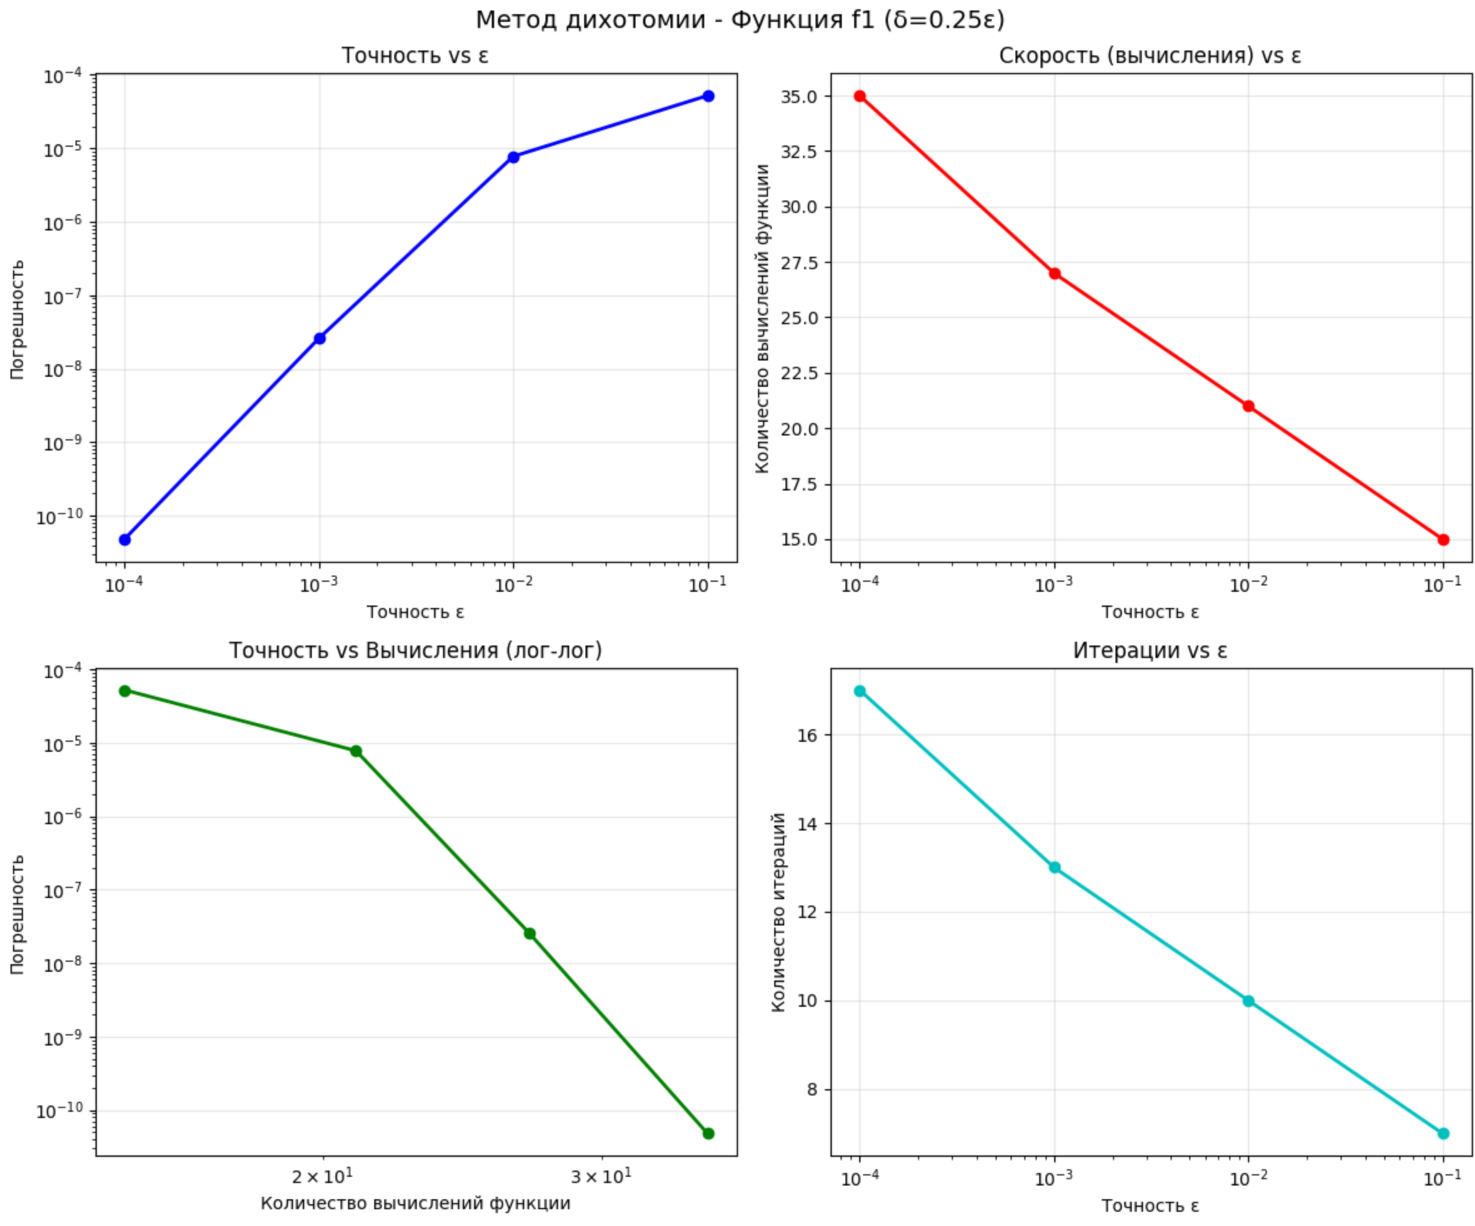 Метод дихотомии - Функция f1 (δ=0.25ε)
Точность vs ε
10⁻⁴
10⁻⁵
10⁻⁶
10⁻⁷
10⁻⁸
10⁻⁹
10⁻¹⁰
Погрешность
10⁻⁴ 10⁻³ 10⁻² 10⁻¹
Точность ε
Скорость (вычисления) vs ε
35.0
32.5
30.0
27.5
25.0
22.5
20.0
17.5
15.0
Количество вычислений функции
10⁻⁴ 10⁻³ 10⁻² 10⁻¹
Точность ε
Точность vs Вычисления (лог-лог)
10⁻⁴
10⁻⁵
10⁻⁶
10⁻⁷
10⁻⁸
10⁻⁹
10⁻¹⁰
Погрешность
2 × 10¹ 3 × 10¹
Количество вычислений функции
Итерации vs ε
16
14
12
10
8
Количество итераций
10⁻⁴ 10⁻³ 10⁻² 10⁻¹
Точность ε